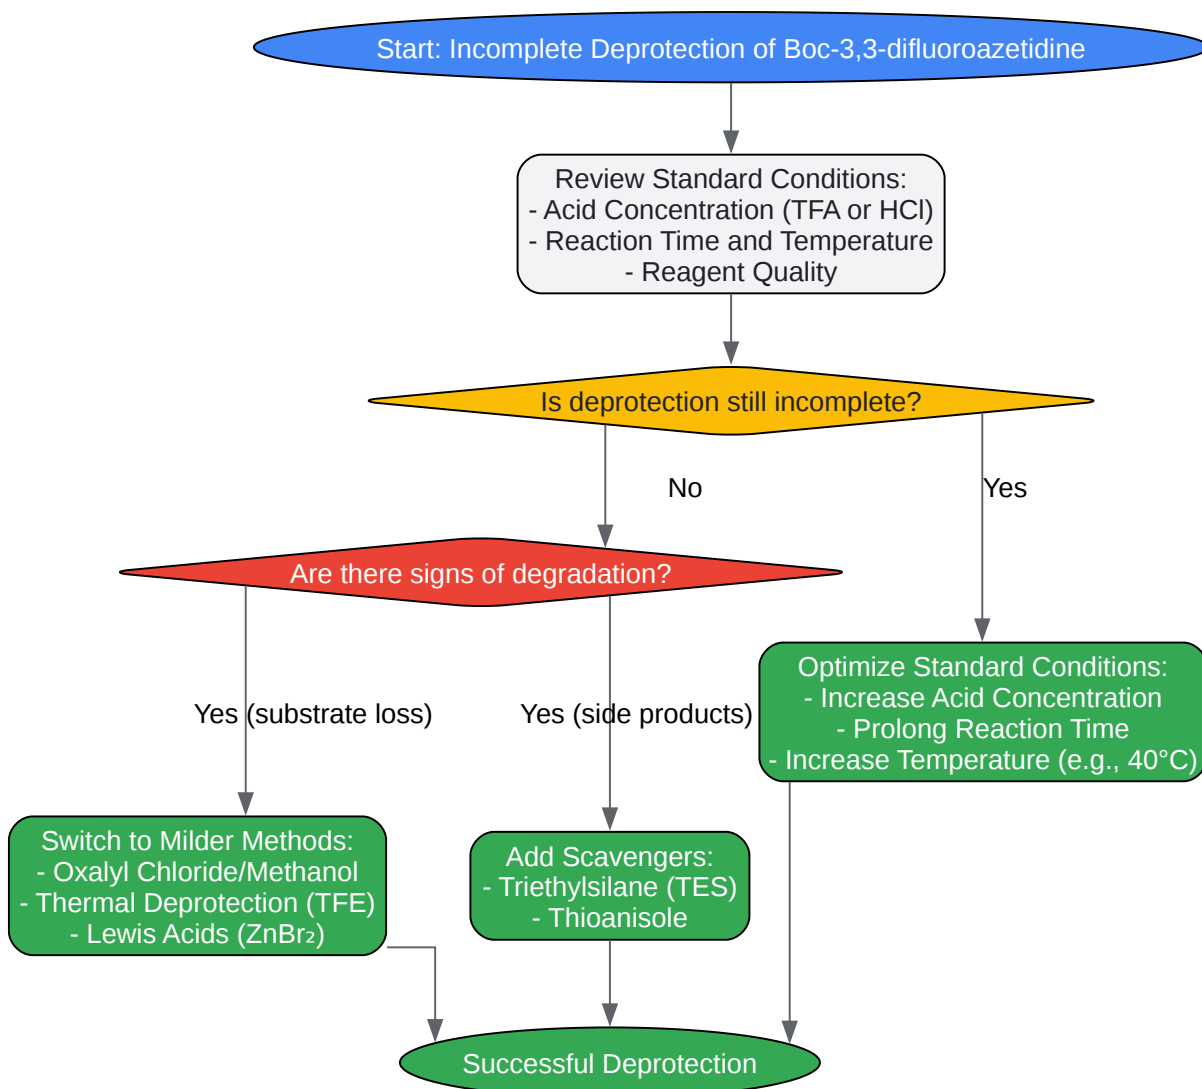 Start: Incomplete Deprotection of Boc-3,3-difluoroazetidine
Review Standard Conditions:
- Acid Concentration (TFA or HCl)
- Reaction Time and Temperature
- Reagent Quality
Is deprotection still incomplete?
No
Yes
Are there signs of degradation?
Yes (substrate loss)
Yes (side products)
Optimize Standard Conditions:
- Increase Acid Concentration
- Prolong Reaction Time
- Increase Temperature (e.g., 40°C)
Switch to Milder Methods:
- Oxalyl Chloride/Methanol
- Thermal Deprotection (TFE)
- Lewis Acids (ZnBr₂)
Add Scavengers:
- Triethylsilane (TES)
- Thioanisole
Successful Deprotection